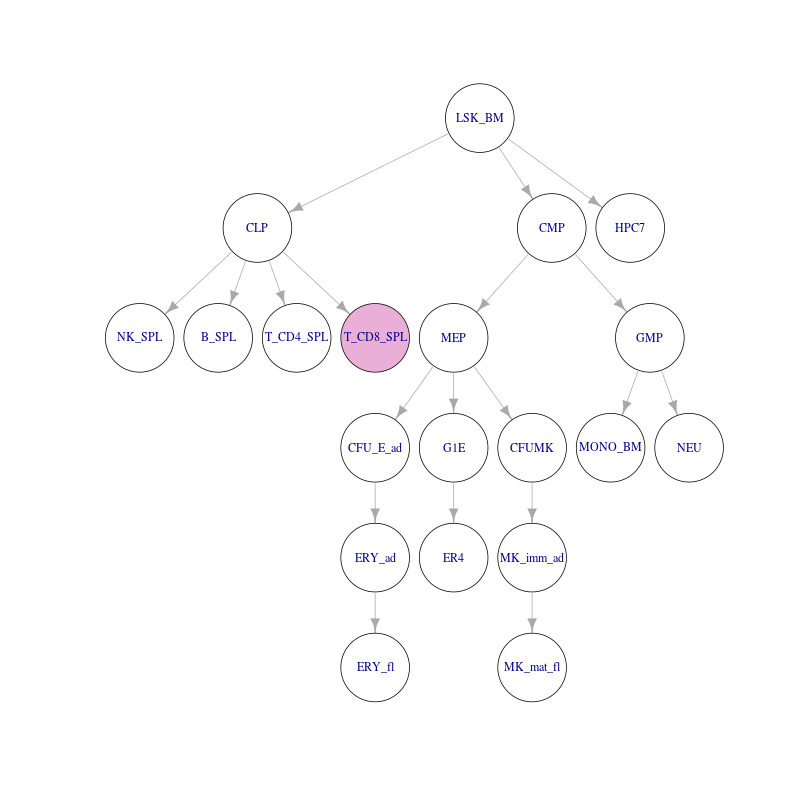 LSK_BM
CLP
CMP
HPC7
NK_SPL
B_SPL
T_CD4_SPL
T_CD8_SPL
MEP
GMP
CFU_E_ad
G1E
CFUMK
MONO_BM
NEU
ERY_ad
ER4
MK_imm_ad
ERY_fl
MK_mat_fl